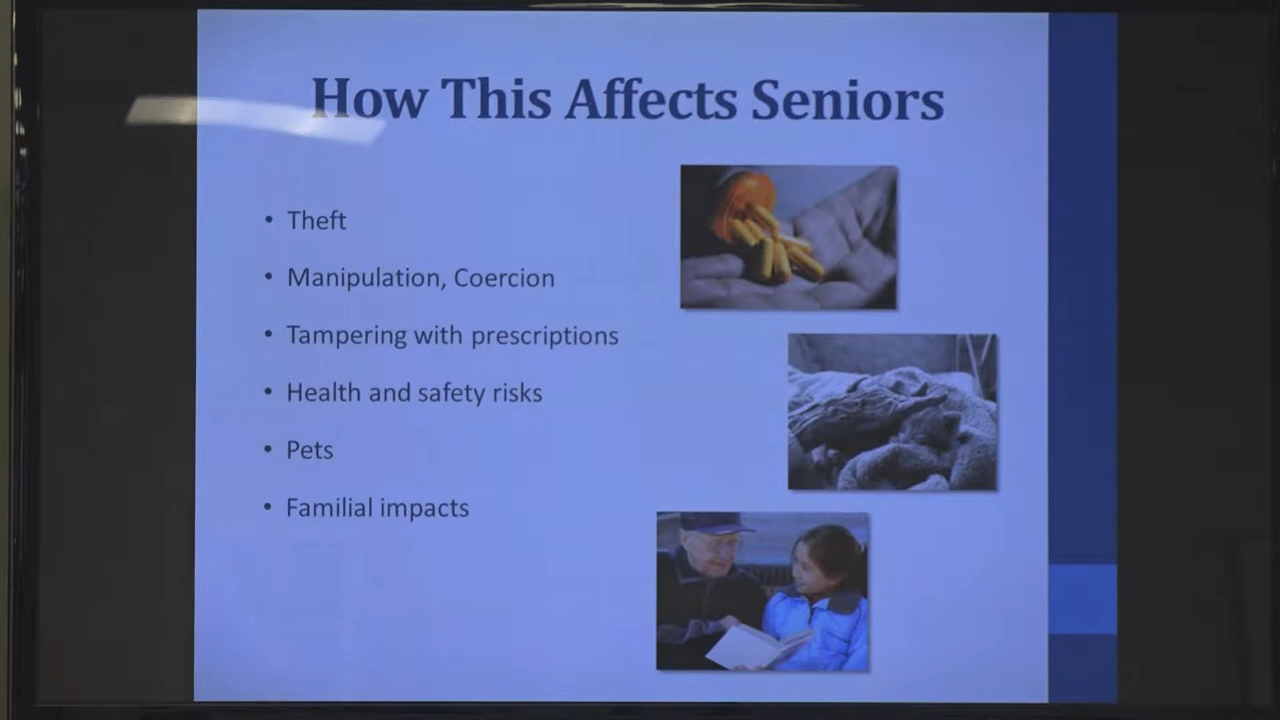 How This Affects Seniors
• Theft
• Manipulation, Coercion
• Tampering with prescriptions
• Health and safety risks
• Pets
• Familial impacts